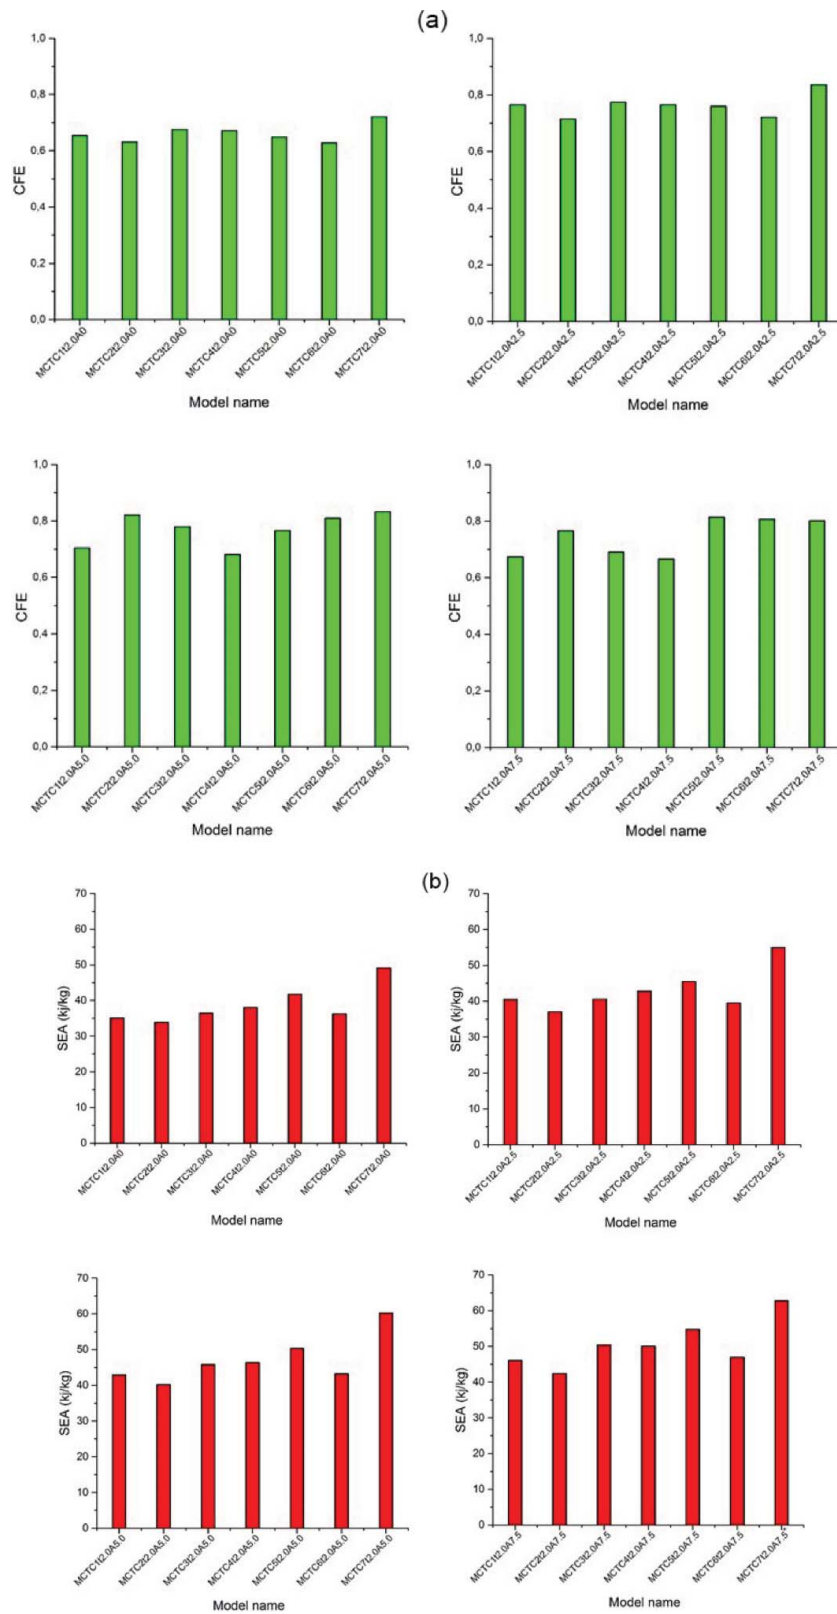 (a)
1,0
0,8
0,6
0,4
0,2
0,0
CFE
MCTC1t2.0A0
MCTC2t2.0A0
MCTC3t2.0A0
MCTC4t2.0A0
MCTC5t2.0A0
MCTC6t2.0A0
MCTC7t2.0A0
Model name
1,0
0,8
0,6
0,4
0,2
0,0
CFE
MCTC1t2.0A2.5
MCTC2t2.0A2.5
MCTC3t2.0A2.5
MCTC4t2.0A2.5
MCTC5t2.0A2.5
MCTC6t2.0A2.5
MCTC7t2.0A2.5
Model name
1,0
0,8
0,6
0,4
0,2
0,0
CFE
MCTC1t2.0A5.0
MCTC2t2.0A5.0
MCTC3t2.0A5.0
MCTC4t2.0A5.0
MCTC5t2.0A5.0
MCTC6t2.0A5.0
MCTC7t2.0A5.0
Model name
1,0
0,8
0,6
0,4
0,2
0,0
CFE
MCTC1t2.0A7.5
MCTC2t2.0A7.5
MCTC3t2.0A7.5
MCTC4t2.0A7.5
MCTC5t2.0A7.5
MCTC6t2.0A7.5
MCTC7t2.0A7.5
Model name
(b)
70
60
50
40
30
20
10
0
SEA (kj/kg)
MCTC1t2.0A0
MCTC2t2.0A0
MCTC3t2.0A0
MCTC4t2.0A0
MCTC5t2.0A0
MCTC6t2.0A0
MCTC7t2.0A0
Model name
70
60
50
40
30
20
10
0
SEA (kj/kg)
MCTC1t2.0A2.5
MCTC2t2.0A2.5
MCTC3t2.0A2.5
MCTC4t2.0A2.5
MCTC5t2.0A2.5
MCTC6t2.0A2.5
MCTC7t2.0A2.5
Model name
70
60
50
40
30
20
10
0
SEA (kj/kg)
MCTC1t2.0A5.0
MCTC2t2.0A5.0
MCTC3t2.0A5.0
MCTC4t2.0A5.0
MCTC5t2.0A5.0
MCTC6t2.0A5.0
MCTC7t2.0A5.0
Model name
70
60
50
40
30
20
10
0
SEA (kj/kg)
MCTC1t2.0A7.5
MCTC2t2.0A7.5
MCTC3t2.0A7.5
MCTC4t2.0A7.5
MCTC5t2.0A7.5
MCTC6t2.0A7.5
MCTC7t2.0A7.5
Model name